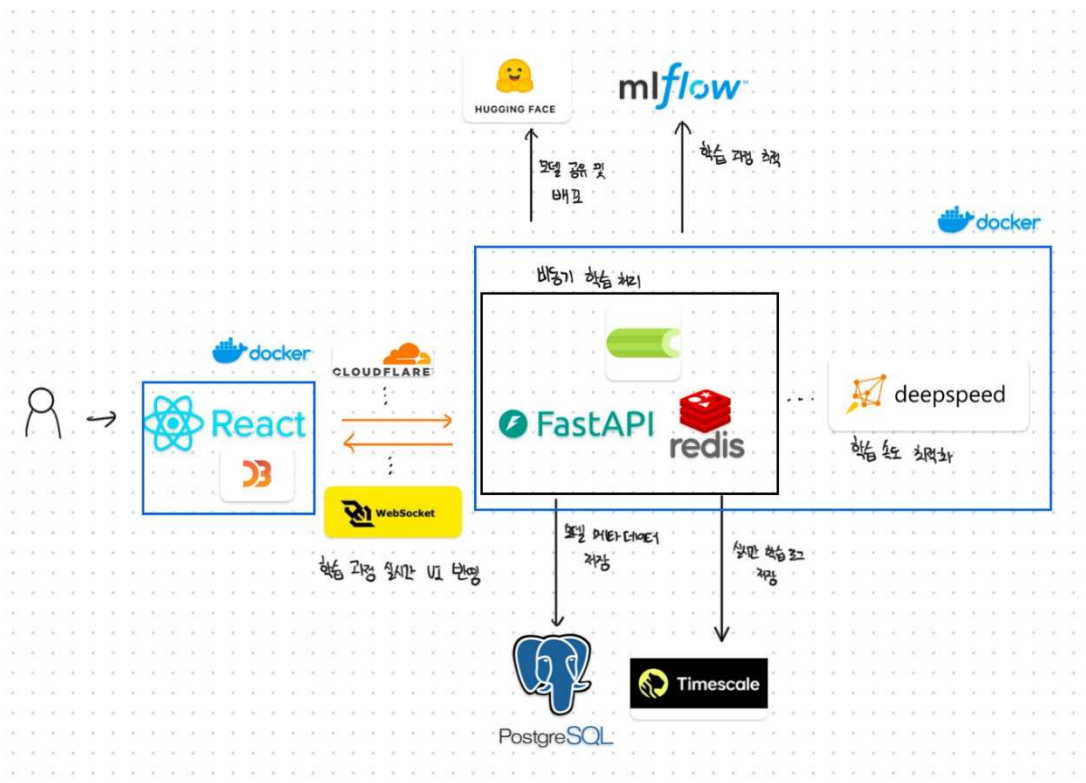 HUGGING FACE
mlflow™
모델 공유 및
배포
학습 과정 추적
docker
비동기 학습 처리
docker
CLOUDFLARE
React
D3
FastAPI
redis
...
deepspeed
학습 속도 최적화
WebSocket
학습 과정 실시간 UI 반영
모델 메타데이터
저장
실시간 학습 로그
저장
PostgreSQL
Timescale